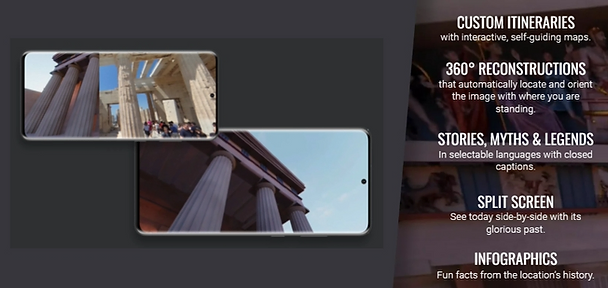 CUSTOM ITINERARIES
with interactive, self-guiding maps.
360° RECONSTRUCTIONS
that automatically locate and orient
the image with where you are
standing.
STORIES, MYTHS & LEGENDS
In selectable languages with closed
captions.
SPLIT SCREEN
See today side-by-side with its
glorious past.
INFOGRAPHICS
Fun facts from the location's history.